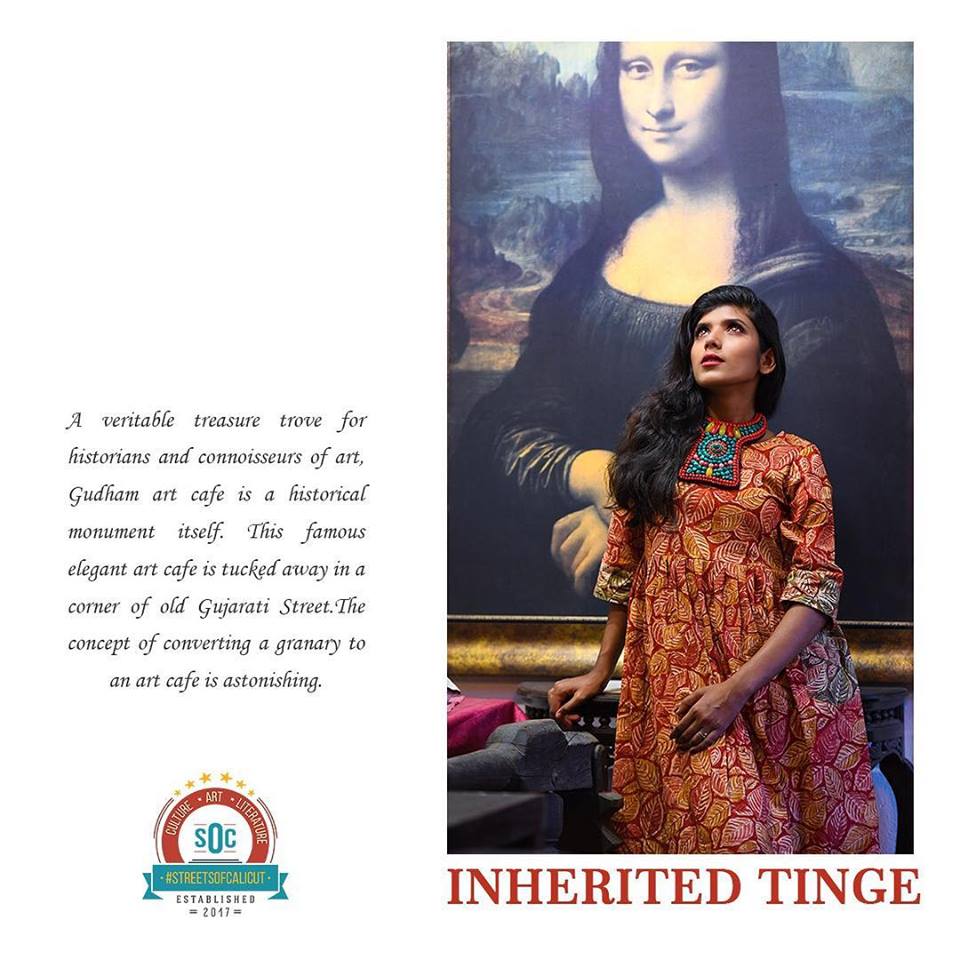 A veritable treasure trove for
historians and connoisseurs of art,
Gudham art cafe is a historical
monument itself. This famous
elegant art cafe is tucked away in a
corner of old Gujarati Street.The
concept of converting a granary to
an art cafe is astonishing.
CULTURE • ART • LITERATURE
SOC
• #STREETSOFCALICUT •
ESTABLISHED
= 2017 =
INHERITED TINGE